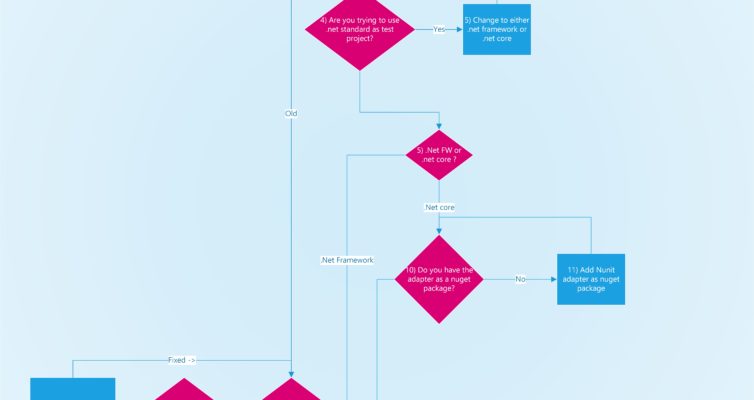 4) Are you trying to use
.net standard as test
project?
Yes
5) Change to either
.net framework or
.net core
Old
5) .Net FW or
.net core ?
.Net core
.Net Framework
10) Do you have the
adapter as a nuget
package?
No
11) Add Nunit
adapter as nuget
package
Fixed ->